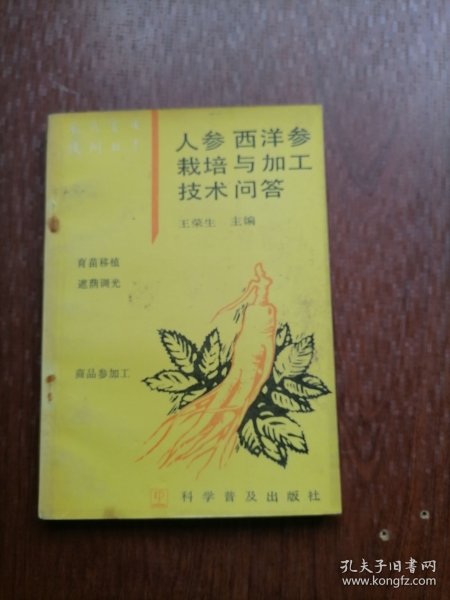 人参 西洋参
栽培与加工
技术问答
王荣生 主编
育苗移植
遮荫调光
商品参加工
科学普及出版社
孔夫子旧书网
www.kongfz.com